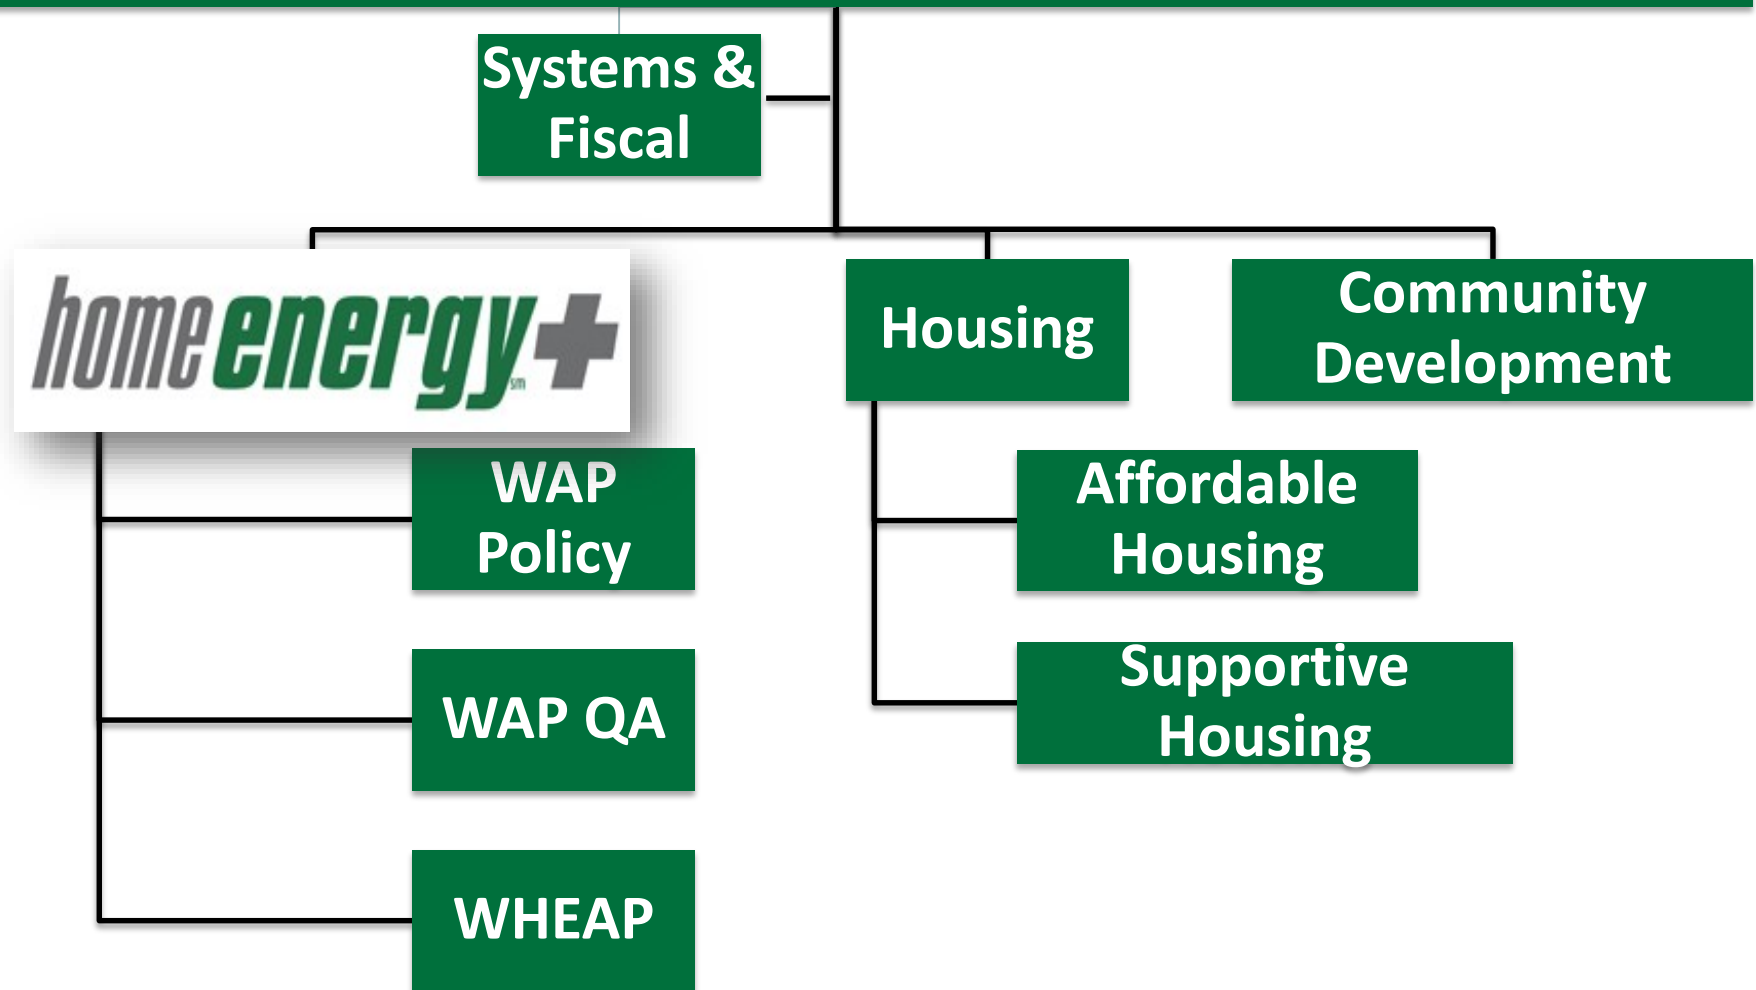 Systems &
Fiscal
home energy+ SM
Housing
Community
Development
WAP
Policy
Affordable
Housing
WAP QA
Supportive
Housing
WHEAP